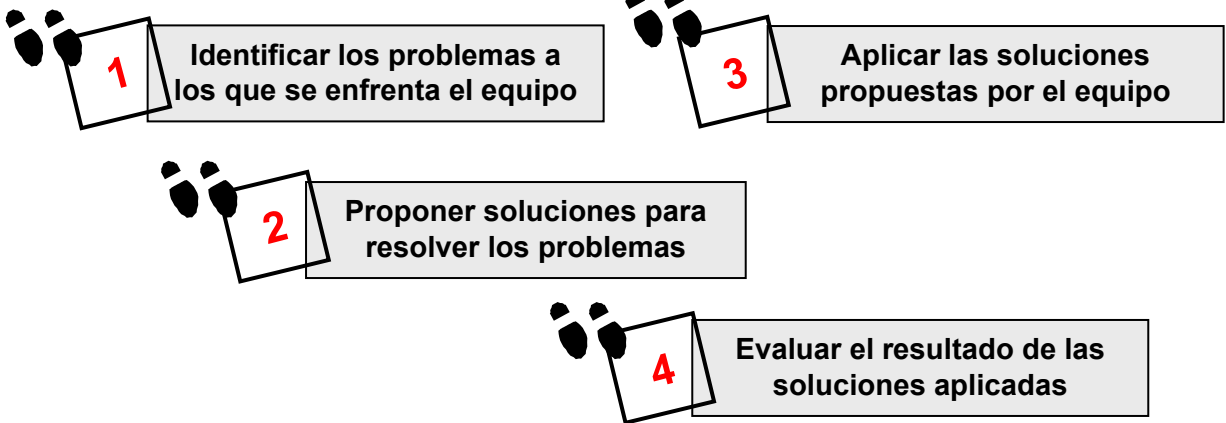 1
Identificar los problemas a
los que se enfrenta el equipo
2
Proponer soluciones para
resolver los problemas
3
Aplicar las soluciones
propuestas por el equipo
4
Evaluar el resultado de las
soluciones aplicadas